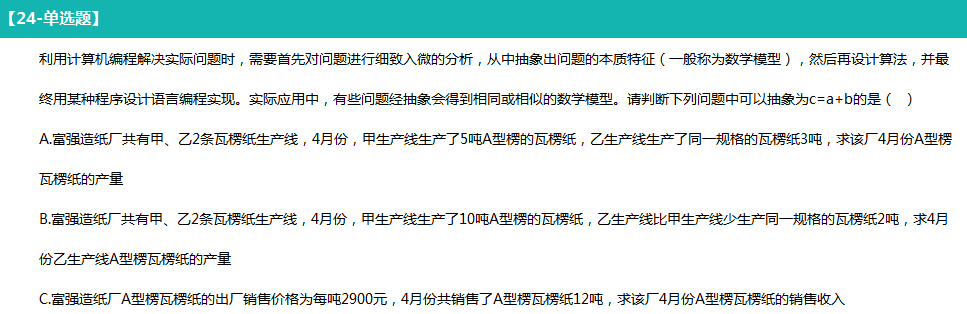 【24-单选题】
利用计算机编程解决实际问题时，需要首先对问题进行细致入微的分析，从中抽象出问题的本质特征（一般称为数学模型），然后再设计算法，并最
终用某种程序设计语言编程实现。实际应用中，有些问题经抽象会得到相同或相似的数学模型。请判断下列问题中可以抽象为c=a+b的是（　）
A.富强造纸厂共有甲、乙2条瓦楞纸生产线，4月份，甲生产线生产了5吨A型楞的瓦楞纸，乙生产线生产了同一规格的瓦楞纸3吨，求该厂4月份A型楞
瓦楞纸的产量
B.富强造纸厂共有甲、乙2条瓦楞纸生产线，4月份，甲生产线生产了10吨A型楞的瓦楞纸，乙生产线比甲生产线少生产同一规格的瓦楞纸2吨，求4月
份乙生产线A型楞瓦楞纸的产量
C.富强造纸厂A型楞瓦楞纸的出厂销售价格为每吨2900元，4月份共销售了A型楞瓦楞纸12吨，求该厂4月份A型楞瓦楞纸的销售收入